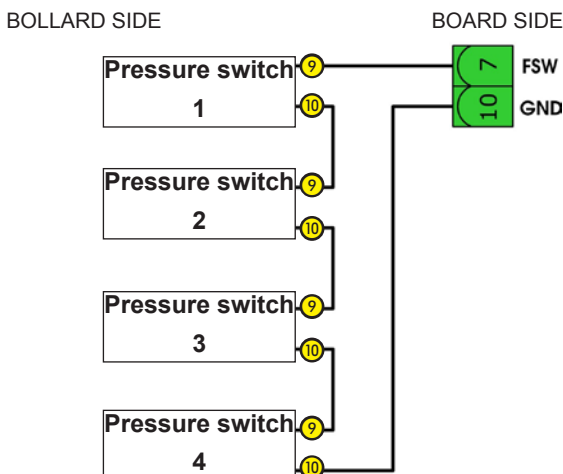 BOLLARD SIDE BOARD SIDE
Pressure switch 9 7 FSW
1 10 10 GND
Pressure switch 9
2 10
Pressure switch 9
3 10
Pressure switch 9
4 10